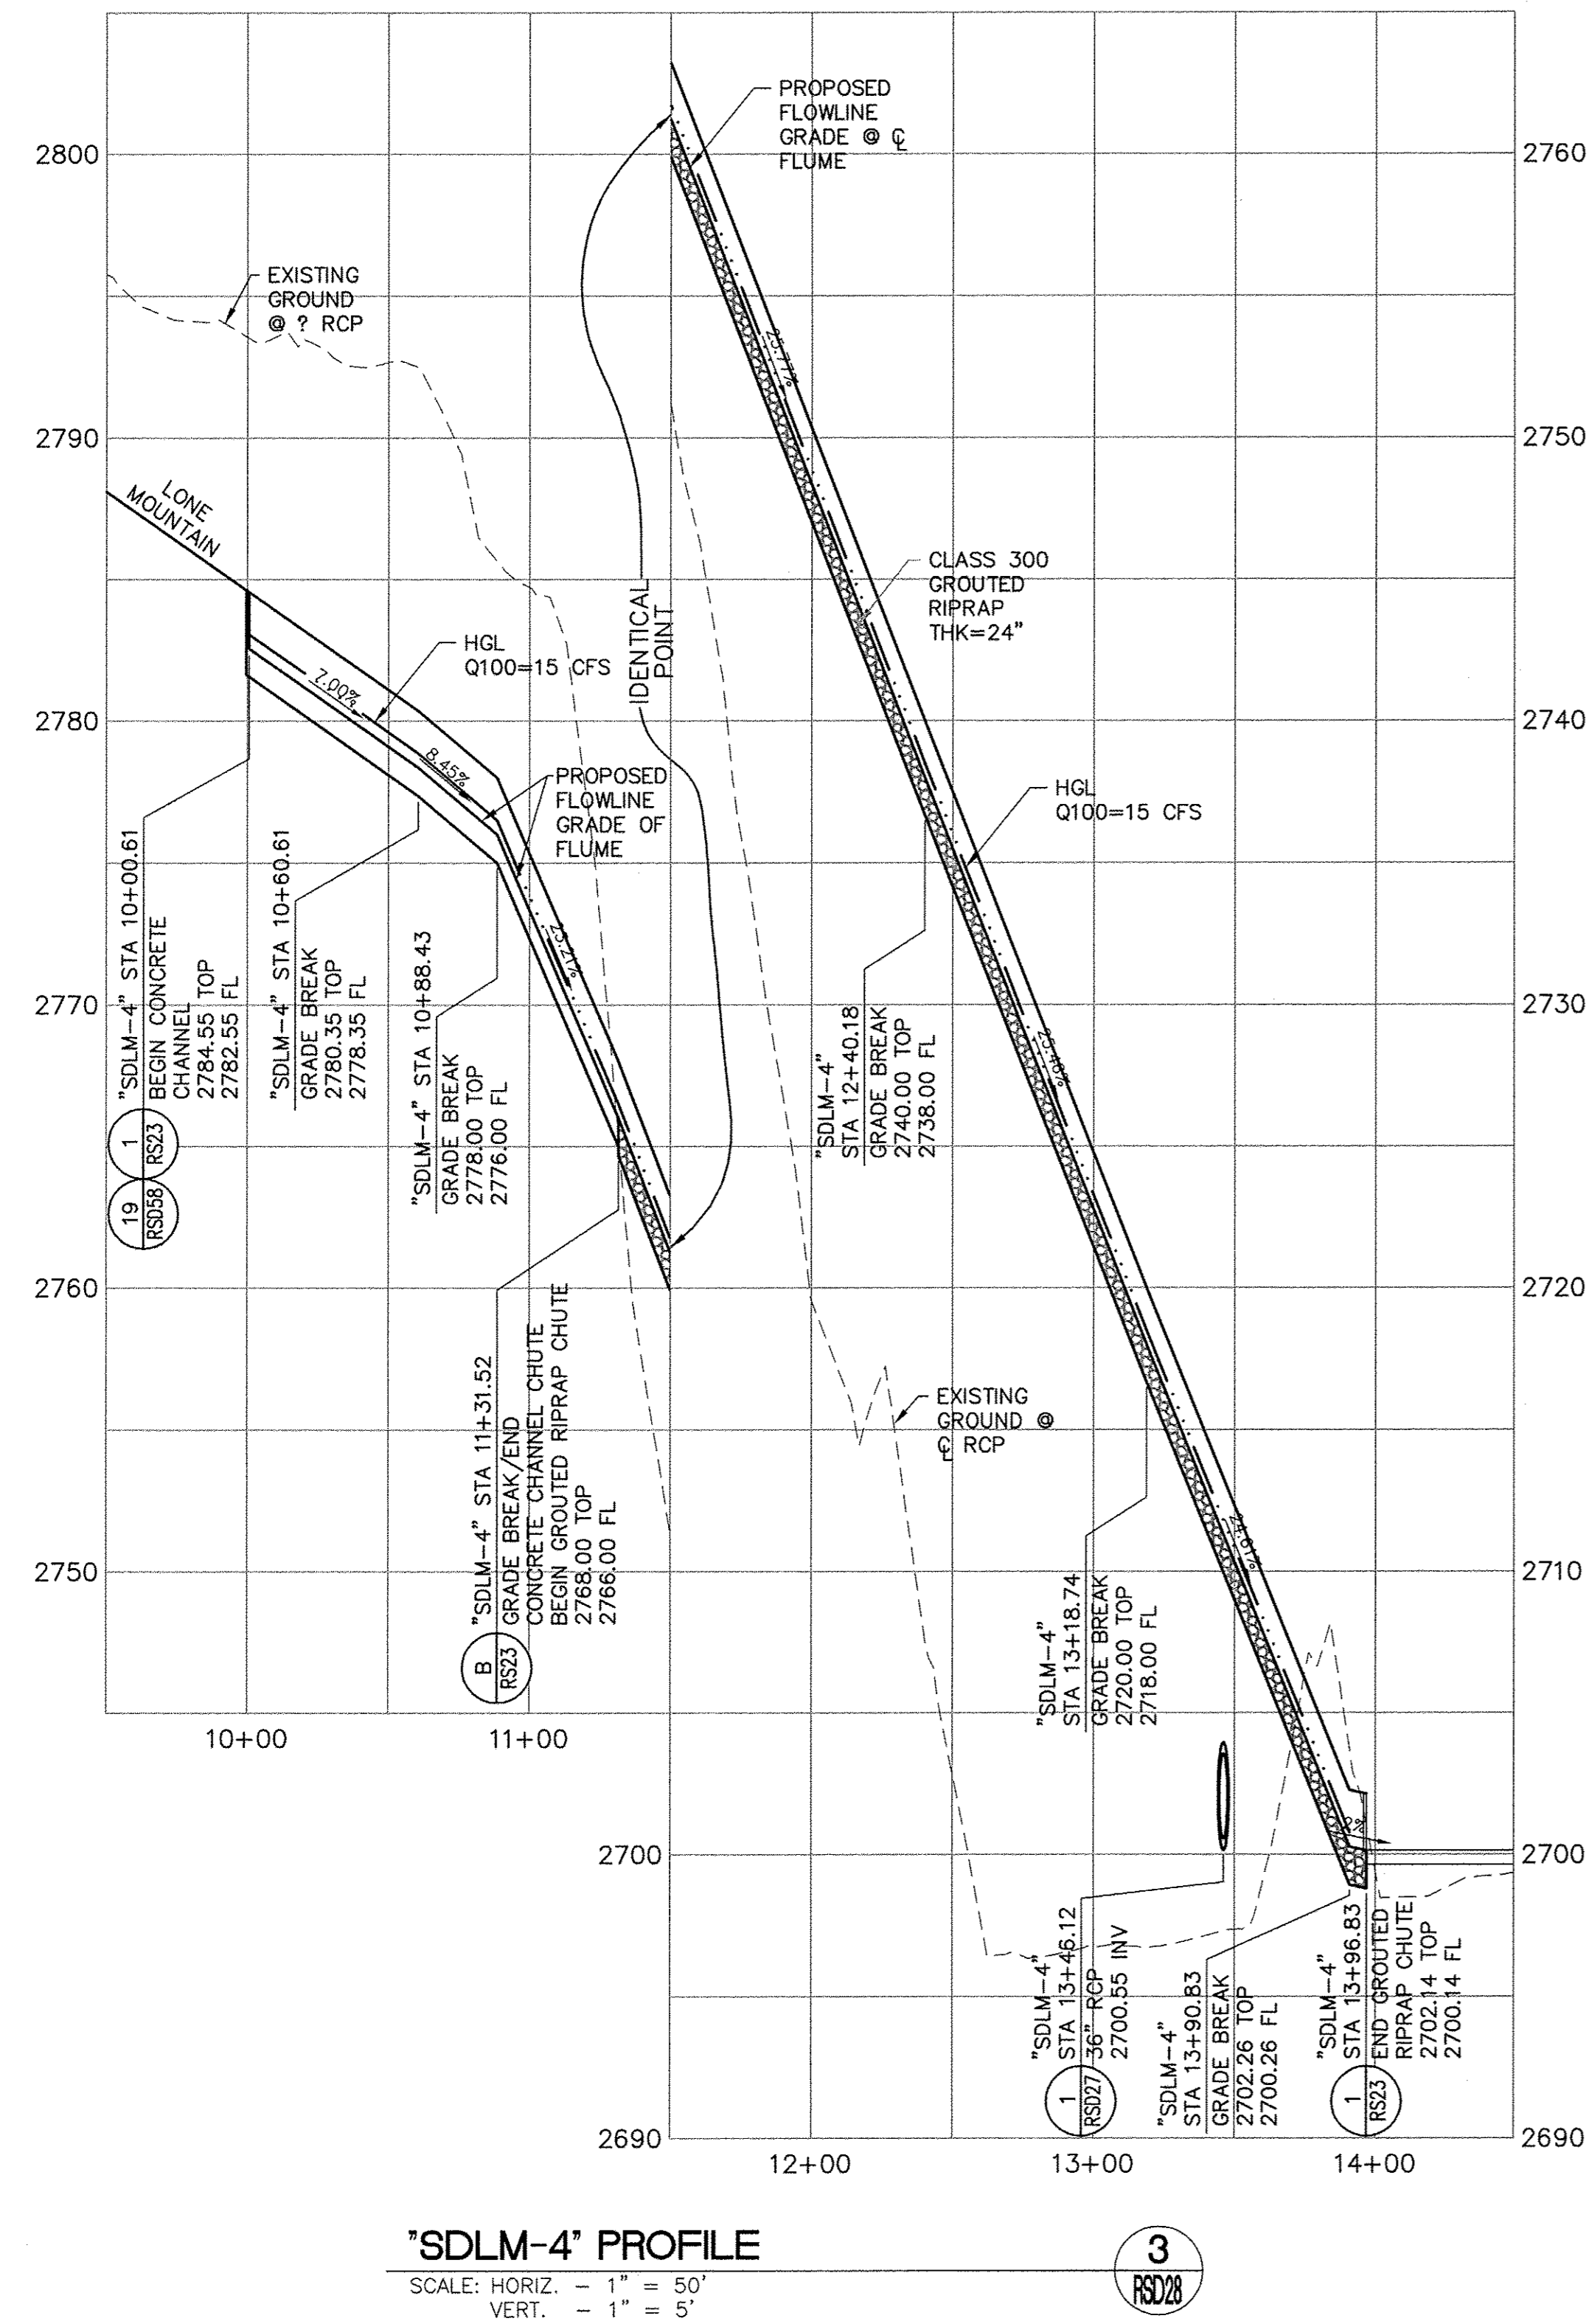 PROPOSED
FLOWLINE
GRADE @ ℄
FLUME
2800
2760
EXISTING
GROUND
@ ? RCP
25.77%
2790
2750
LONE
MOUNTAIN
CLASS 300
GROUTED
RIPRAP
THK=24"
IDENTICAL
POINT
HGL
Q100=15 CFS
7.00%
2780
2740
8.45%
PROPOSED
FLOWLINE
GRADE OF
FLUME
HGL
Q100=15 CFS
"SDLM-4" STA 10+00.61
BEGIN CONCRETE
CHANNEL
2784.55 TOP
2782.55 FL
1
RS23
19
RSD58
"SDLM-4" STA 10+60.61
GRADE BREAK
2780.35 TOP
2778.35 FL
"SDLM-4" STA 10+88.43
GRADE BREAK
2778.00 TOP
2776.00 FL
23.21%
2770
2730
"SDLM-4"
STA 12+40.18
GRADE BREAK
2740.00 TOP
2738.00 FL
25.46%
2760
2720
"SDLM-4" STA 11+31.52
GRADE BREAK/END
CONCRETE CHANNEL CHUTE
BEGIN GROUTED RIPRAP CHUTE
2768.00 TOP
2766.00 FL
B
RS23
EXISTING
GROUND @
℄ RCP
2750
2710
24.61%
"SDLM-4"
STA 13+18.74
GRADE BREAK
2720.00 TOP
2718.00 FL
10+00
11+00
2%
2700
2700
"SDLM-4"
STA 13+46.12
36" RCP
2700.55 INV
1
RSD27
"SDLM-4"
STA 13+90.83
GRADE BREAK
2702.26 TOP
2700.26 FL
"SDLM-4"
STA 13+96.83
END GROUTED
RIPRAP CHUTE
2702.14 TOP
2700.14 FL
1
RS23
2690
2690
12+00
13+00
14+00
"SDLM-4" PROFILE
SCALE: HORIZ. - 1" = 50'
VERT. - 1" = 5'
3
RSD28